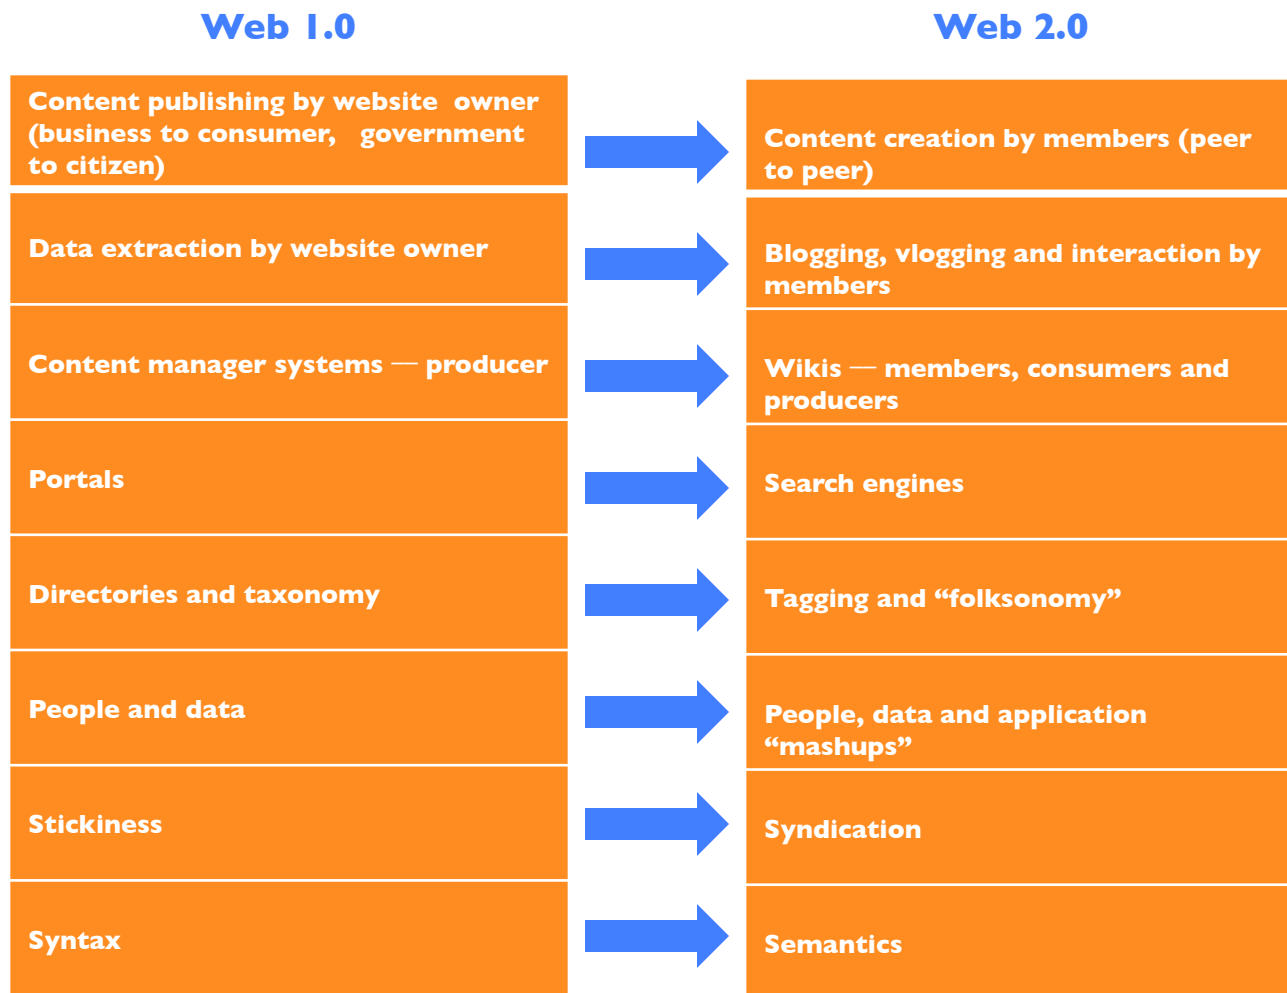 Web 1.0
Web 2.0
Content publishing by website owner
(business to consumer, government
to citizen)
Content creation by members (peer
to peer)
Data extraction by website owner
Blogging, vlogging and interaction by
members
Content manager systems — producer
Wikis — members, consumers and
producers
Portals
Search engines
Directories and taxonomy
Tagging and “folksonomy”
People and data
People, data and application
“mashups”
Stickiness
Syndication
Syntax
Semantics